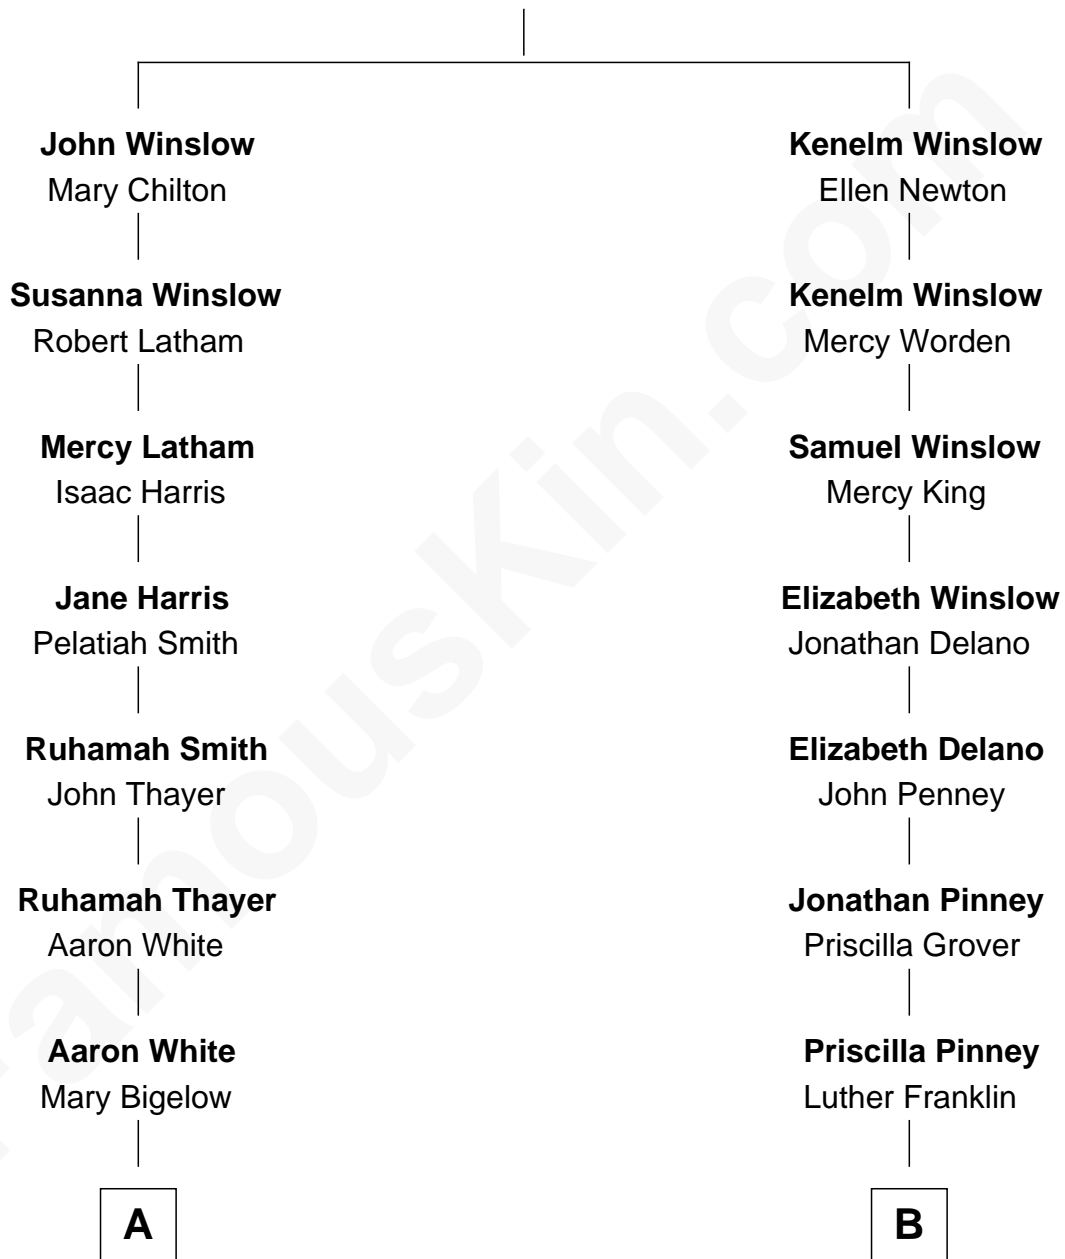 John Winslow
Mary Chilton
Susanna Winslow
Robert Latham
Mercy Latham
Isaac Harris
Jane Harris
Pelatiah Smith
Ruhamah Smith
John Thayer
Ruhamah Thayer
Aaron White
Aaron White
Mary Bigelow
A
Kenelm Winslow
Ellen Newton
Kenelm Winslow
Mercy Worden
Samuel Winslow
Mercy King
Elizabeth Winslow
Jonathan Delano
Elizabeth Delano
John Penney
Jonathan Pinney
Priscilla Grover
Priscilla Pinney
Luther Franklin
B
FamousKin.com